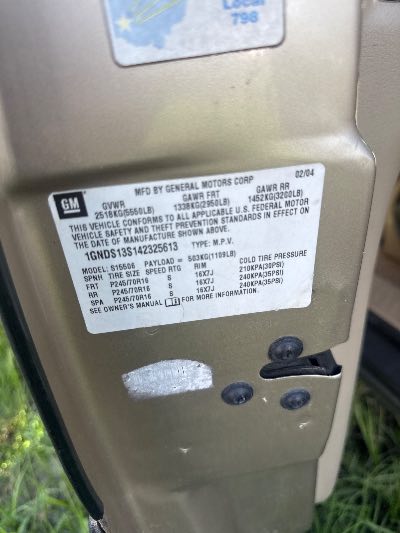 Local
798
GM
MFD BY GENERAL MOTORS CORP 02/04
GVWR GAWR FRT GAWR RR
2518KG(5550LB) 1338KG(2950LB) 1452KG(3200LB)
THIS VEHICLE CONFORMS TO ALL APPLICABLE U.S. FEDERAL MOTOR
VEHICLE SAFETY AND THEFT PREVENTION STANDARDS IN EFFECT ON
THE DATE OF MANUFACTURE SHOWN ABOVE.
1GNDS13S142325613 TYPE: M.P.V.
MODEL: S15506 PAYLOAD = 503KG(1109LB)
SPNH TIRE SIZE SPEED RTG RIM COLD TIRE PRESSURE
FRT P245/70R16 S 16X7J 210KPA(30PSI)
RR P245/70R16 S 16X7J 240KPA(35PSI)
SPA P245/70R16 S 16X7J 240KPA(35PSI)
SEE OWNER'S MANUAL FOR MORE INFORMATION.